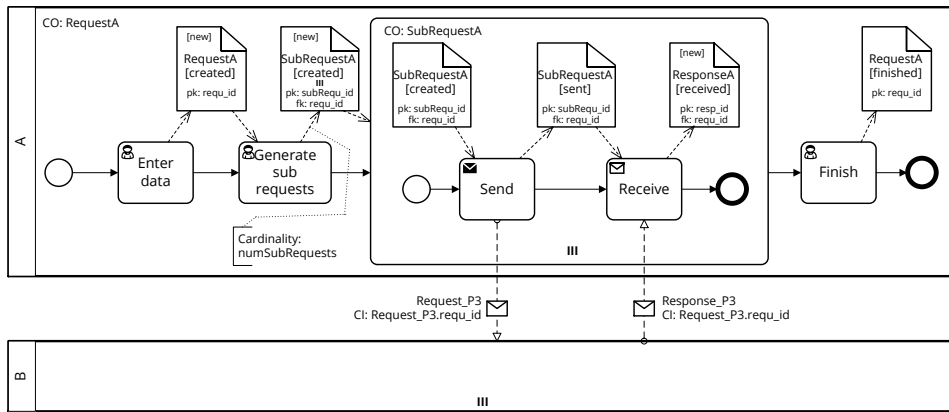 CO: RequestA
[new]
RequestA
[created]
pk: requ_id
[new]
SubRequestA
[created]
III
pk: subRequ_id
fk: requ_id
CO: SubRequestA
SubRequestA
[created]
pk: subRequ_id
fk: requ_id
SubRequestA
[sent]
pk: subRequ_id
fk: requ_id
[new]
ResponseA
[received]
pk: resp_id
fk: requ_id
RequestA
[finished]
pk: requ_id
A
Enter
data
Generate
sub
requests
Send
Receive
Finish
Cardinality:
numSubRequests
III
Request_P3
CI: Request_P3.requ_id
Response_P3
CI: Request_P3.requ_id
B
III